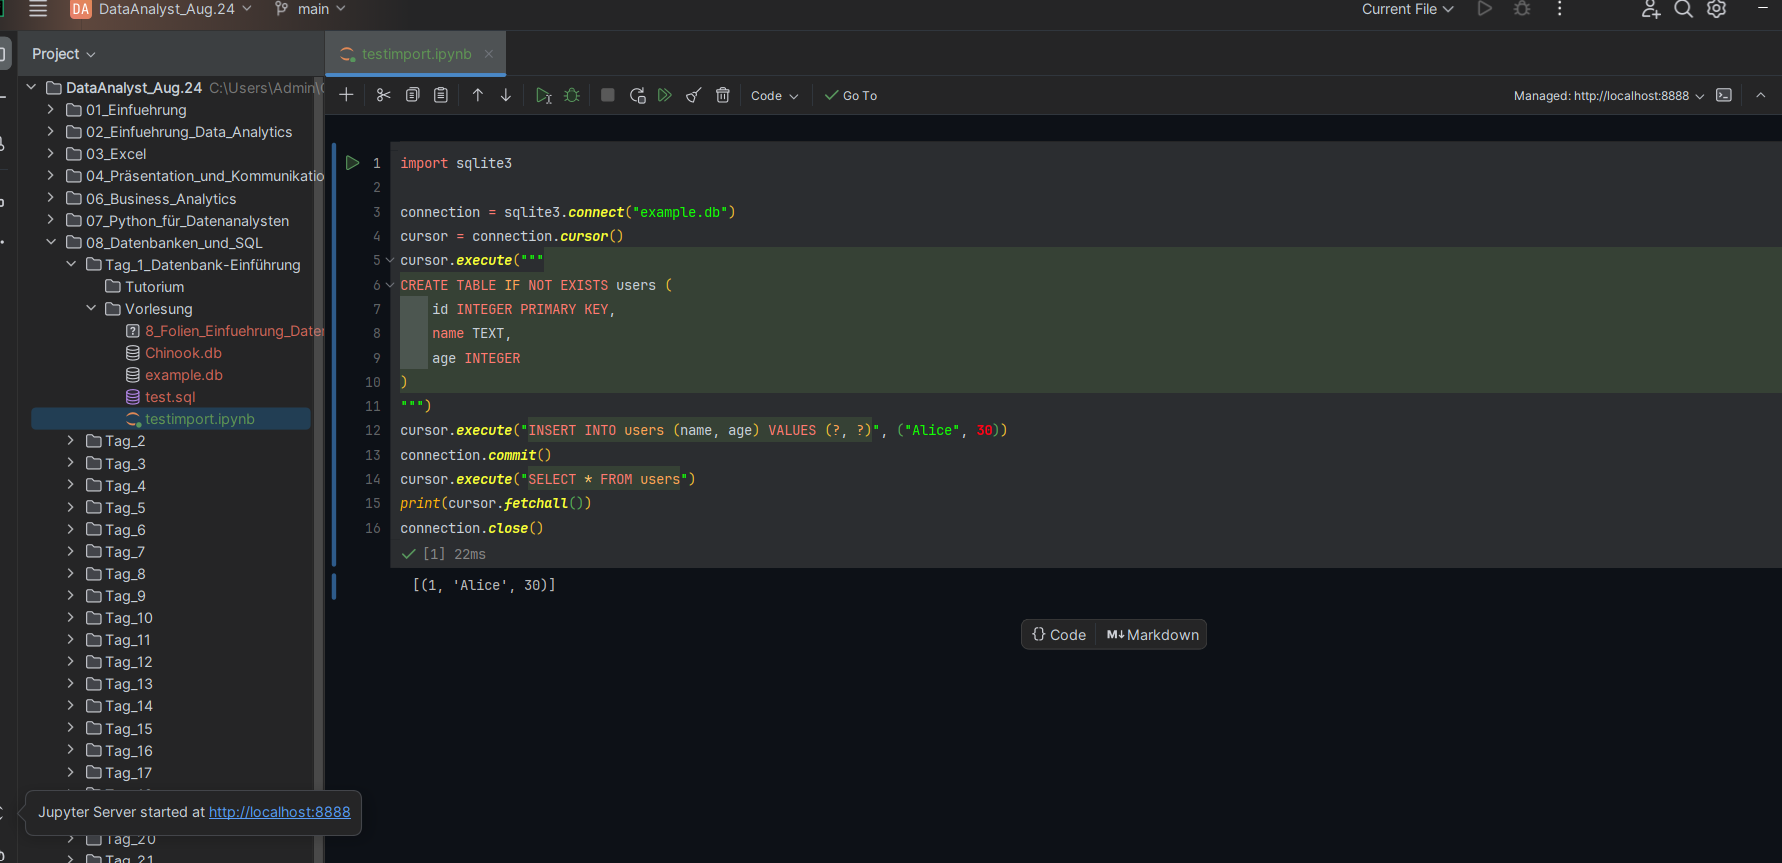 DA DataAnalyst_Aug.24 main Current File
Project
testimport.ipynb
DataAnalyst_Aug.24 C:\Users\Admin\
01_Einfuehrung
02_Einfuehrung_Data_Analytics
03_Excel
04_Präsentation_und_Kommunikatio
06_Business_Analytics
07_Python_für_Datenanalysten
08_Datenbanken_und_SQL
Tag_1_Datenbank-Einführung
Tutorium
Vorlesung
8_Folien_Einfuehrung_Daten
Chinook.db
example.db
test.sql
testimport.ipynb
Tag_2
Tag_3
Tag_4
Tag_5
Tag_6
Tag_7
Tag_8
Tag_9
Tag_10
Tag_11
Tag_12
Tag_13
Tag_14
Tag_15
Tag_16
Tag_17
Jupyter Server started at http://localhost:8888
Tag_20
Tag_21
Code Go To Managed: http://localhost:8888
1 import sqlite3
2
3 connection = sqlite3.connect("example.db")
4 cursor = connection.cursor()
5 cursor.execute("""
6 CREATE TABLE IF NOT EXISTS users (
7 id INTEGER PRIMARY KEY,
8 name TEXT,
9 age INTEGER
10 )
11 """)
12 cursor.execute("INSERT INTO users (name, age) VALUES (?, ?)", ("Alice", 30))
13 connection.commit()
14 cursor.execute("SELECT * FROM users")
15 print(cursor.fetchall())
16 connection.close()
[1] 22ms
[(1, 'Alice', 30)]
{} Code M↓ Markdown